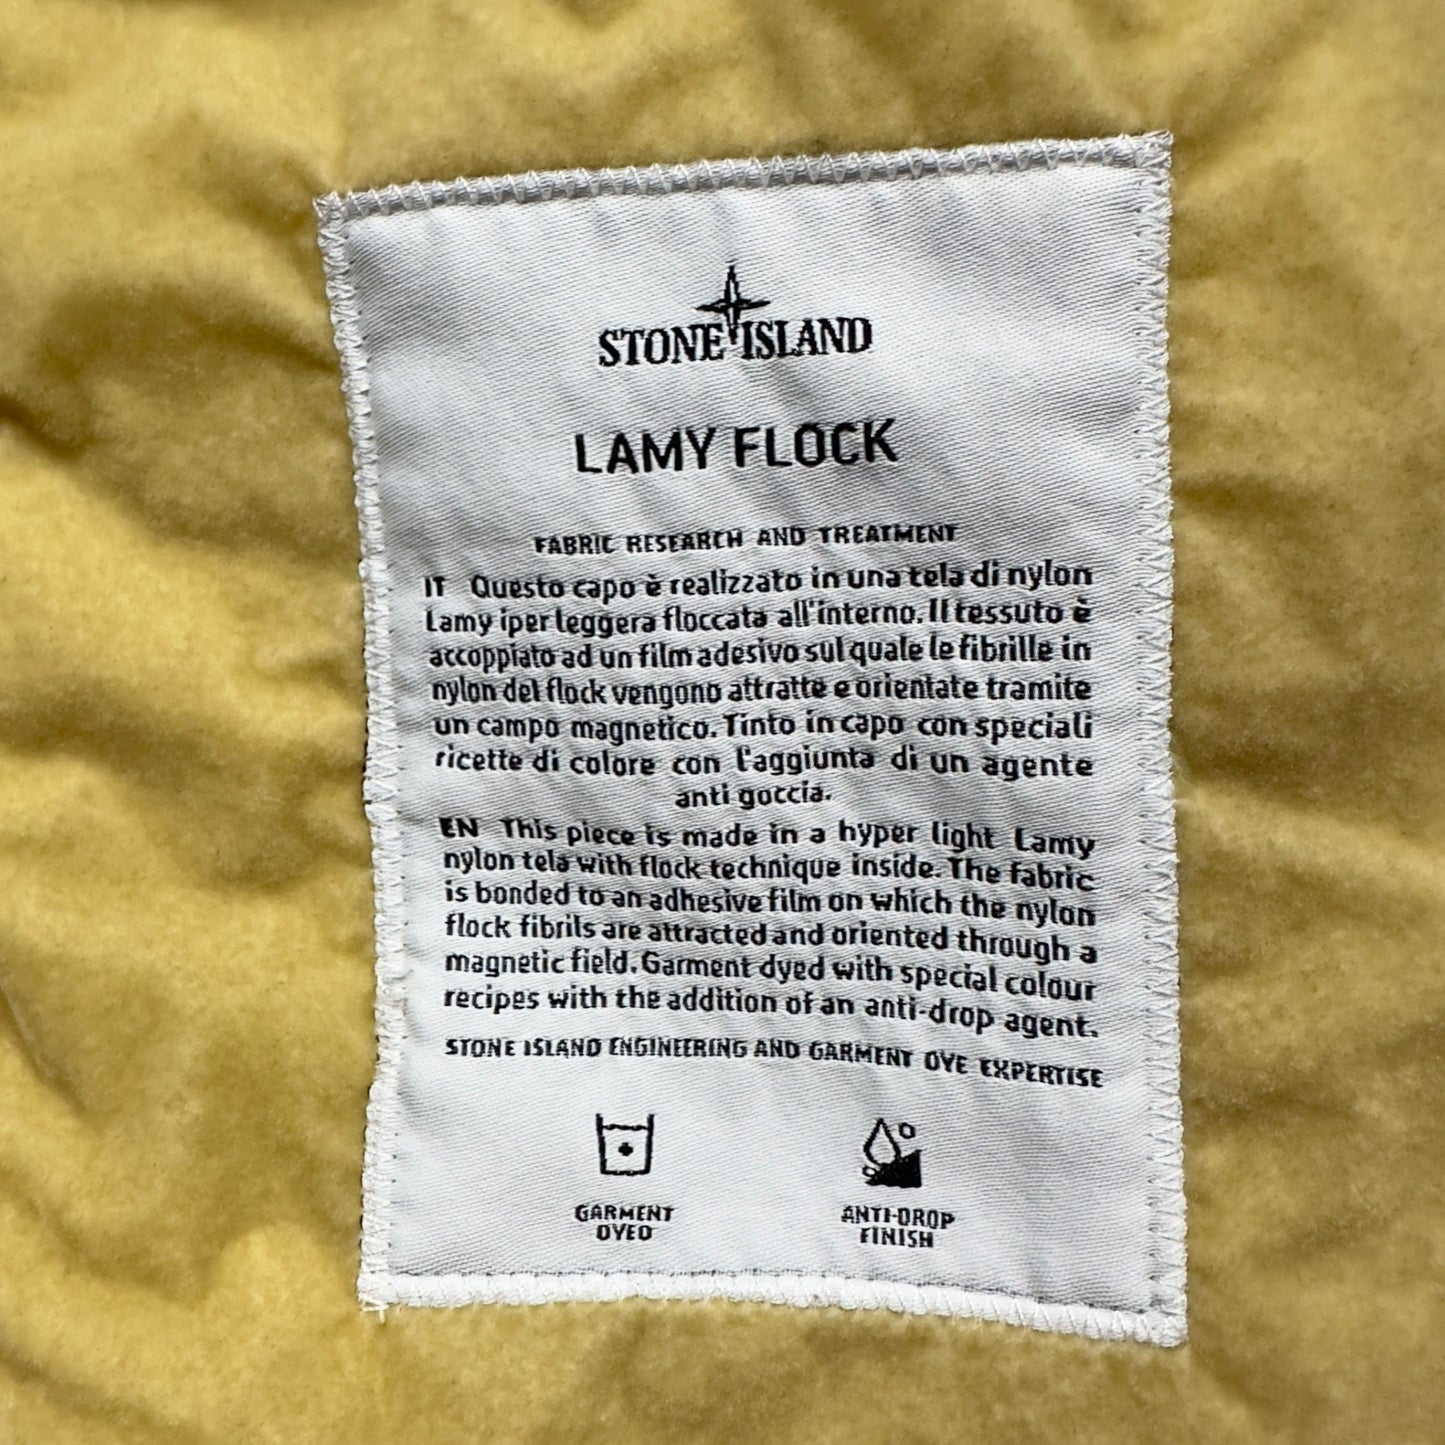 STONE ISLAND
LAMY FLOCK
FABRIC RESEARCH AND TREATMENT
IT Questo capo è realizzato in una tela di nylon
Lamy iper leggera floccata all'interno. Il tessuto è
accoppiato ad un film adesivo sul quale le fibrille in
nylon del flock vengono attratte e orientate tramite
un campo magnetico. Tinto in capo con speciali
ricette di colore con l'aggiunta di un agente
anti goccia.
EN This piece is made in a hyper light Lamy
nylon tela with flock technique inside. The fabric
is bonded to an adhesive film on which the nylon
flock fibrils are attracted and oriented through a
magnetic field. Garment dyed with special colour
recipes with the addition of an anti-drop agent.
STONE ISLAND ENGINEERING AND GARMENT DYE EXPERTISE
GARMENT
DYED
ANTI-DROP
FINISH